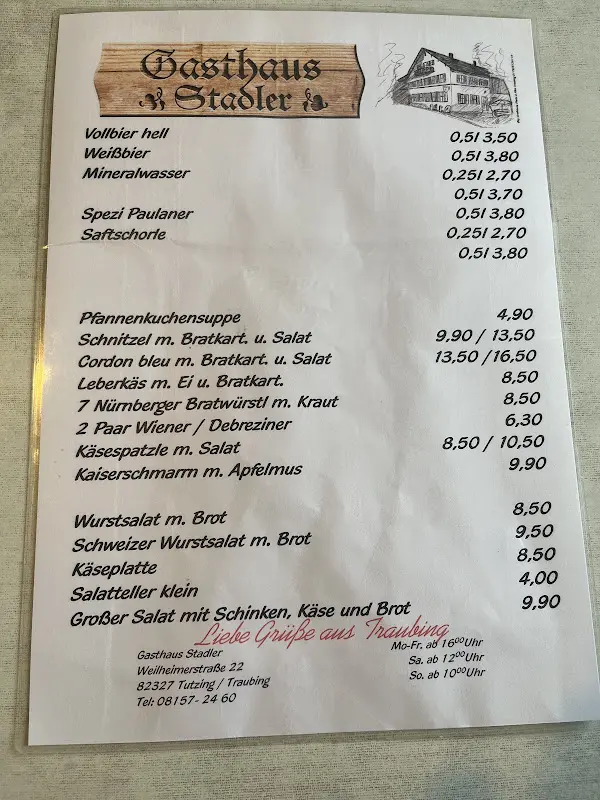 Gasthaus
Stadler
Vollbier hell 0,5l 3,50
Weißbier 0,5l 3,80
Mineralwasser 0,25l 2,70
0,5l 3,70
Spezi Paulaner 0,5l 3,80
Saftschorle 0,25l 2,70
0,5l 3,80
Pfannenkuchensuppe 4,90
Schnitzel m. Bratkart. u. Salat 9,90 / 13,50
Cordon bleu m. Bratkart. u. Salat 13,50 /16,50
Leberkäs m. Ei u. Bratkart. 8,50
7 Nürnberger Bratwürstl m. Kraut 8,50
2 Paar Wiener / Debreziner 6,30
Käsespatzle m. Salat 8,50 / 10,50
Kaiserschmarrn m. Apfelmus 9,90
Wurstsalat m. Brot 8,50
Schweizer Wurstsalat m. Brot 9,50
Käseplatte 8,50
Salatteller klein 4,00
Großer Salat mit Schinken, Käse und Brot 9,90
Liebe Grüße aus Traubing
Gasthaus Stadler Mo-Fr. ab 16⁰⁰Uhr
Weilheimerstraße 22 Sa. ab 12⁰⁰Uhr
82327 Tutzing / Traubing So. ab 10⁰⁰Uhr
Tel: 08157- 24 60